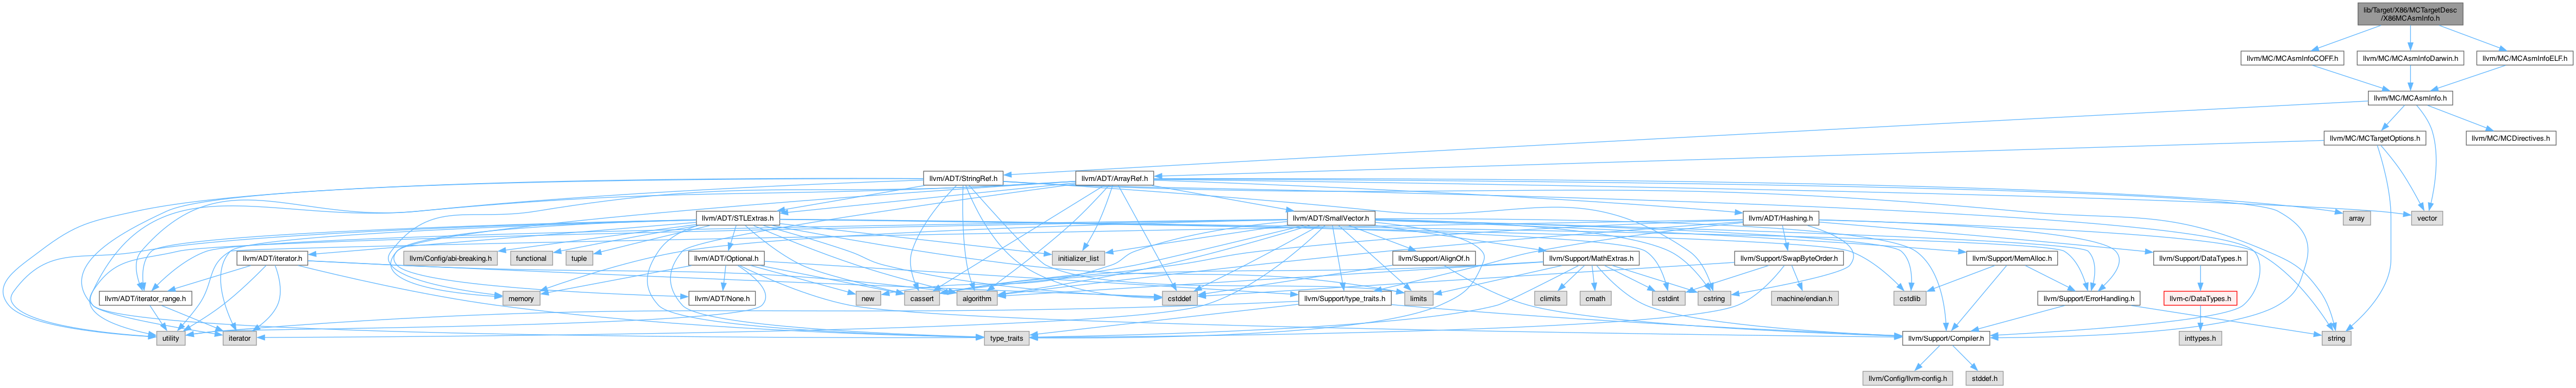 lib/Target/X86/MCTargetDesc
/X86MCAsmInfo.h
llvm/MC/MCAsmInfoCOFF.h
llvm/MC/MCAsmInfoDarwin.h
llvm/MC/MCAsmInfoELF.h
llvm/MC/MCAsmInfo.h
llvm/MC/MCTargetOptions.h
llvm/MC/MCDirectives.h
llvm/ADT/StringRef.h
llvm/ADT/ArrayRef.h
llvm/ADT/STLExtras.h
llvm/ADT/SmallVector.h
llvm/ADT/Hashing.h
array
vector
llvm/ADT/iterator.h
llvm/Config/abi-breaking.h
functional
tuple
llvm/ADT/Optional.h
initializer_list
llvm/Support/AlignOf.h
llvm/Support/MathExtras.h
llvm/Support/SwapByteOrder.h
llvm/Support/MemAlloc.h
llvm/Support/DataTypes.h
llvm/ADT/iterator_range.h
memory
llvm/ADT/None.h
new
cassert
algorithm
cstddef
llvm/Support/type_traits.h
limits
climits
cmath
cstdint
cstring
machine/endian.h
cstdlib
llvm/Support/ErrorHandling.h
llvm-c/DataTypes.h
utility
iterator
type_traits
llvm/Support/Compiler.h
inttypes.h
string
llvm/Config/llvm-config.h
stddef.h